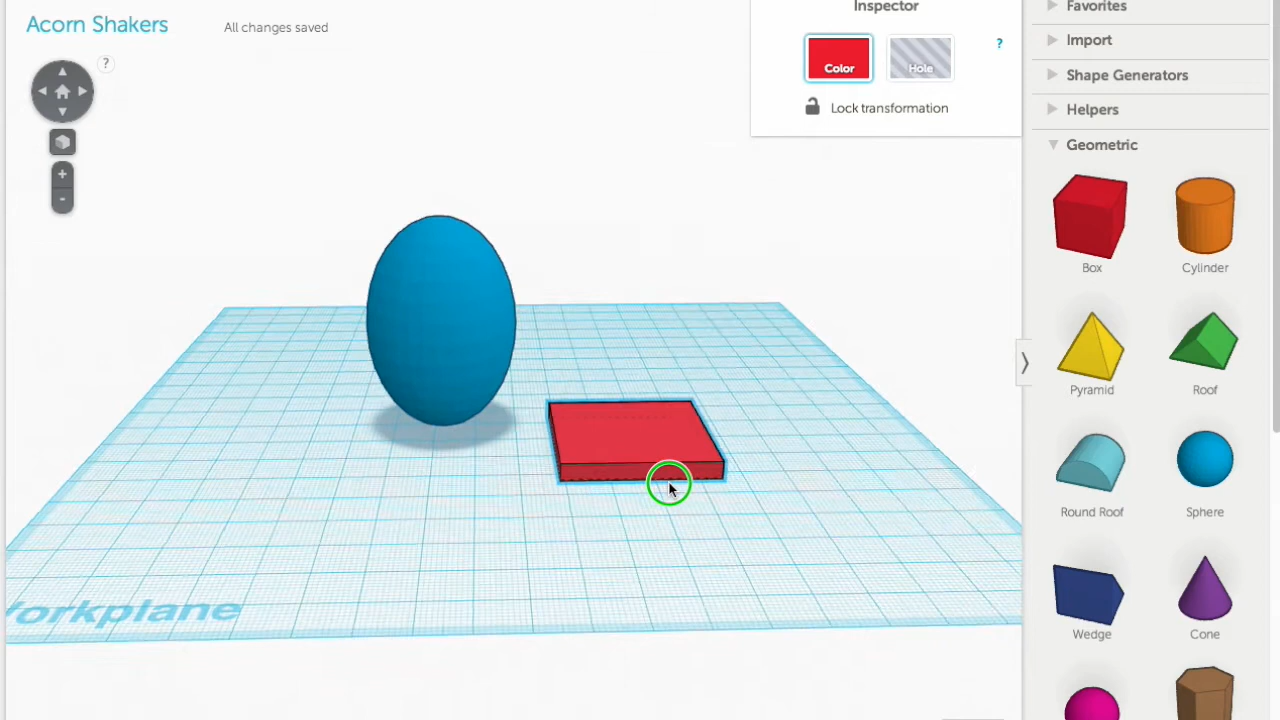 Acorn Shakers
All changes saved
?
Inspector
Color
Hole
?
Lock transformation
Favorites
Import
Shape Generators
Helpers
Geometric
Box
Cylinder
Pyramid
Roof
Round Roof
Sphere
Wedge
Cone
+
-
orkplane